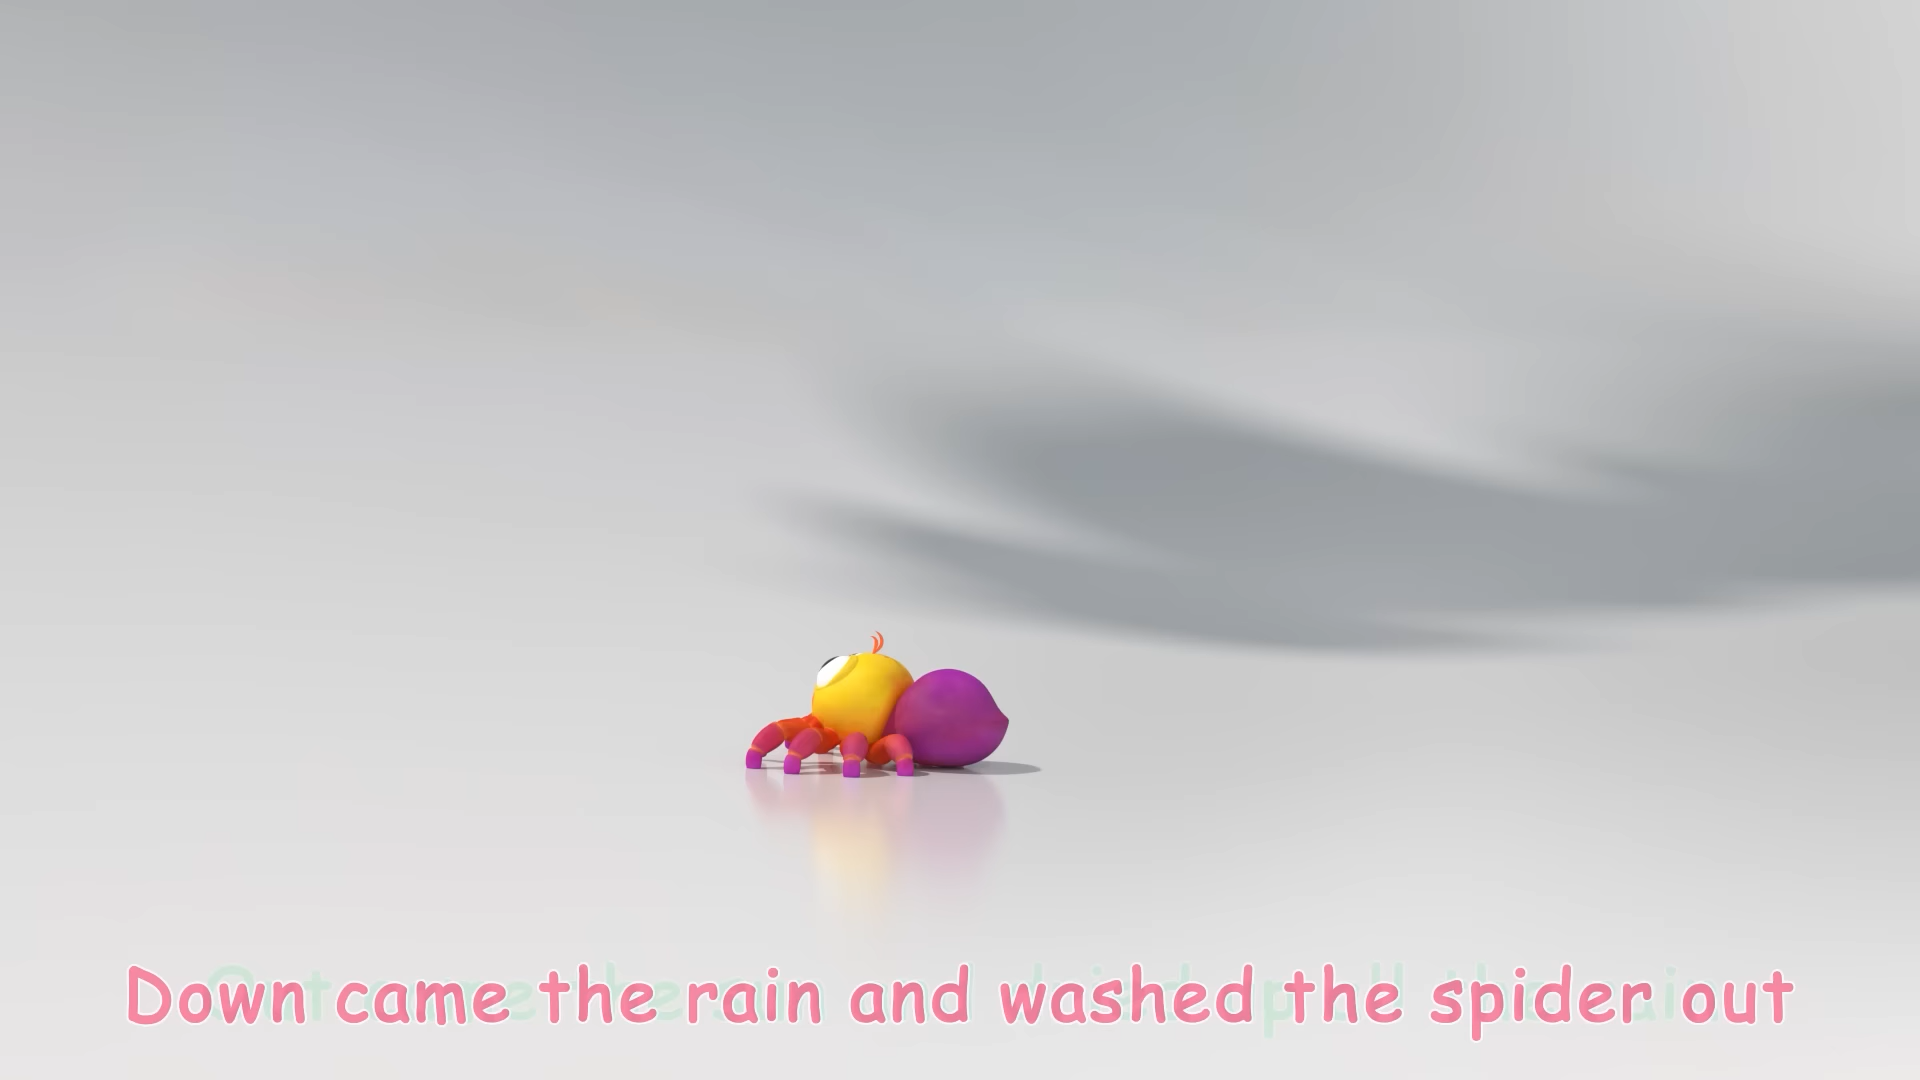 Down came the rain and washed the spider out